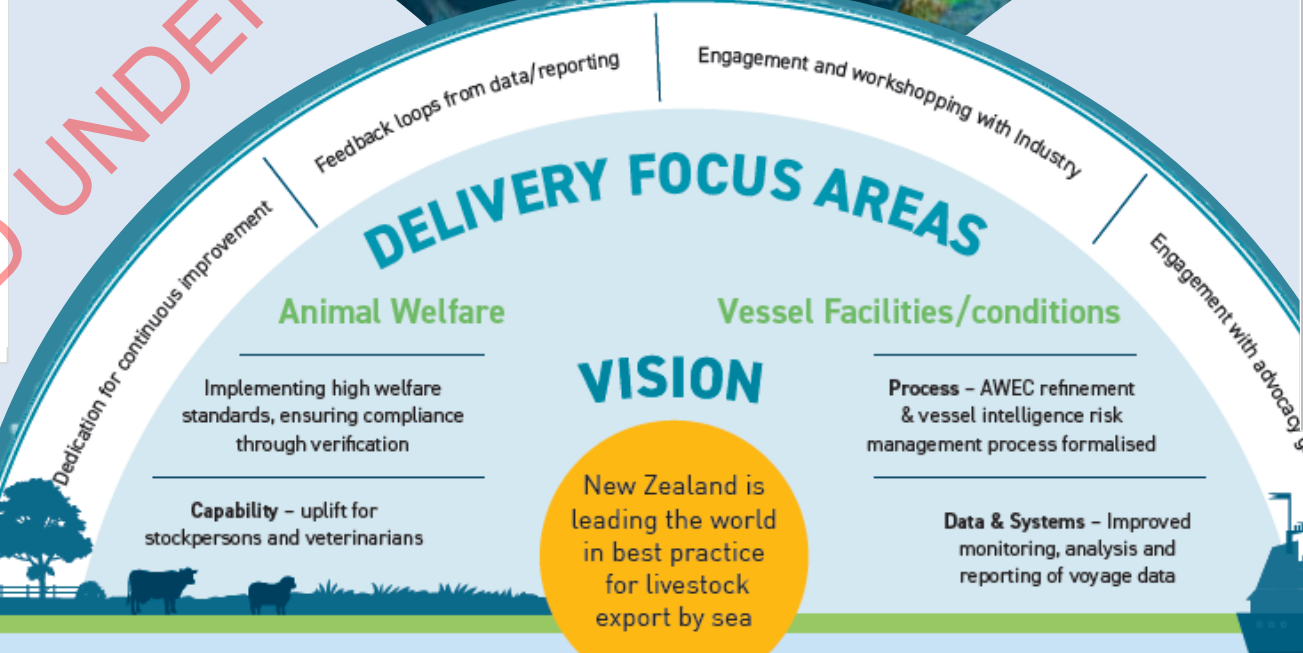 UNDER
Dedication for continuous improvement
Feedback loops from data/reporting
Engagement and workshopping with Industry
Engagement with advocacy
DELIVERY FOCUS AREAS
Animal Welfare
Implementing high welfare
standards, ensuring compliance
through verification
Capability – uplift for
stockpersons and veterinarians
VISION
New Zealand is
leading the world
in best practice
for livestock
export by sea
Vessel Facilities/conditions
Process – AWEC refinement
& vessel intelligence risk
management process formalised
Data & Systems – Improved
monitoring, analysis and
reporting of voyage data